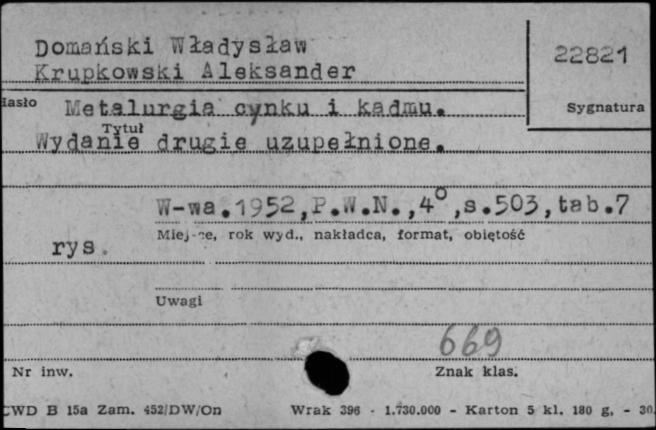 Domański Władysław
22821
Krupkowski Aleksander
Hasło Metalurgia cynku i kadmu.
Sygnatura
Tytuł
Wydanie drugie uzupełnione.
W-wa.1952,P.W.N.,4°,s.503,tab.7
Miejsce, rok wyd., nakładca, format, objętość
rys.
Uwagi
669
Nr inw.
Znak klas.
CWD B 15a Zam. 452/DW/On Wrak 396 - 1.730.000 - Karton 5 kl. 180 g, - 30.